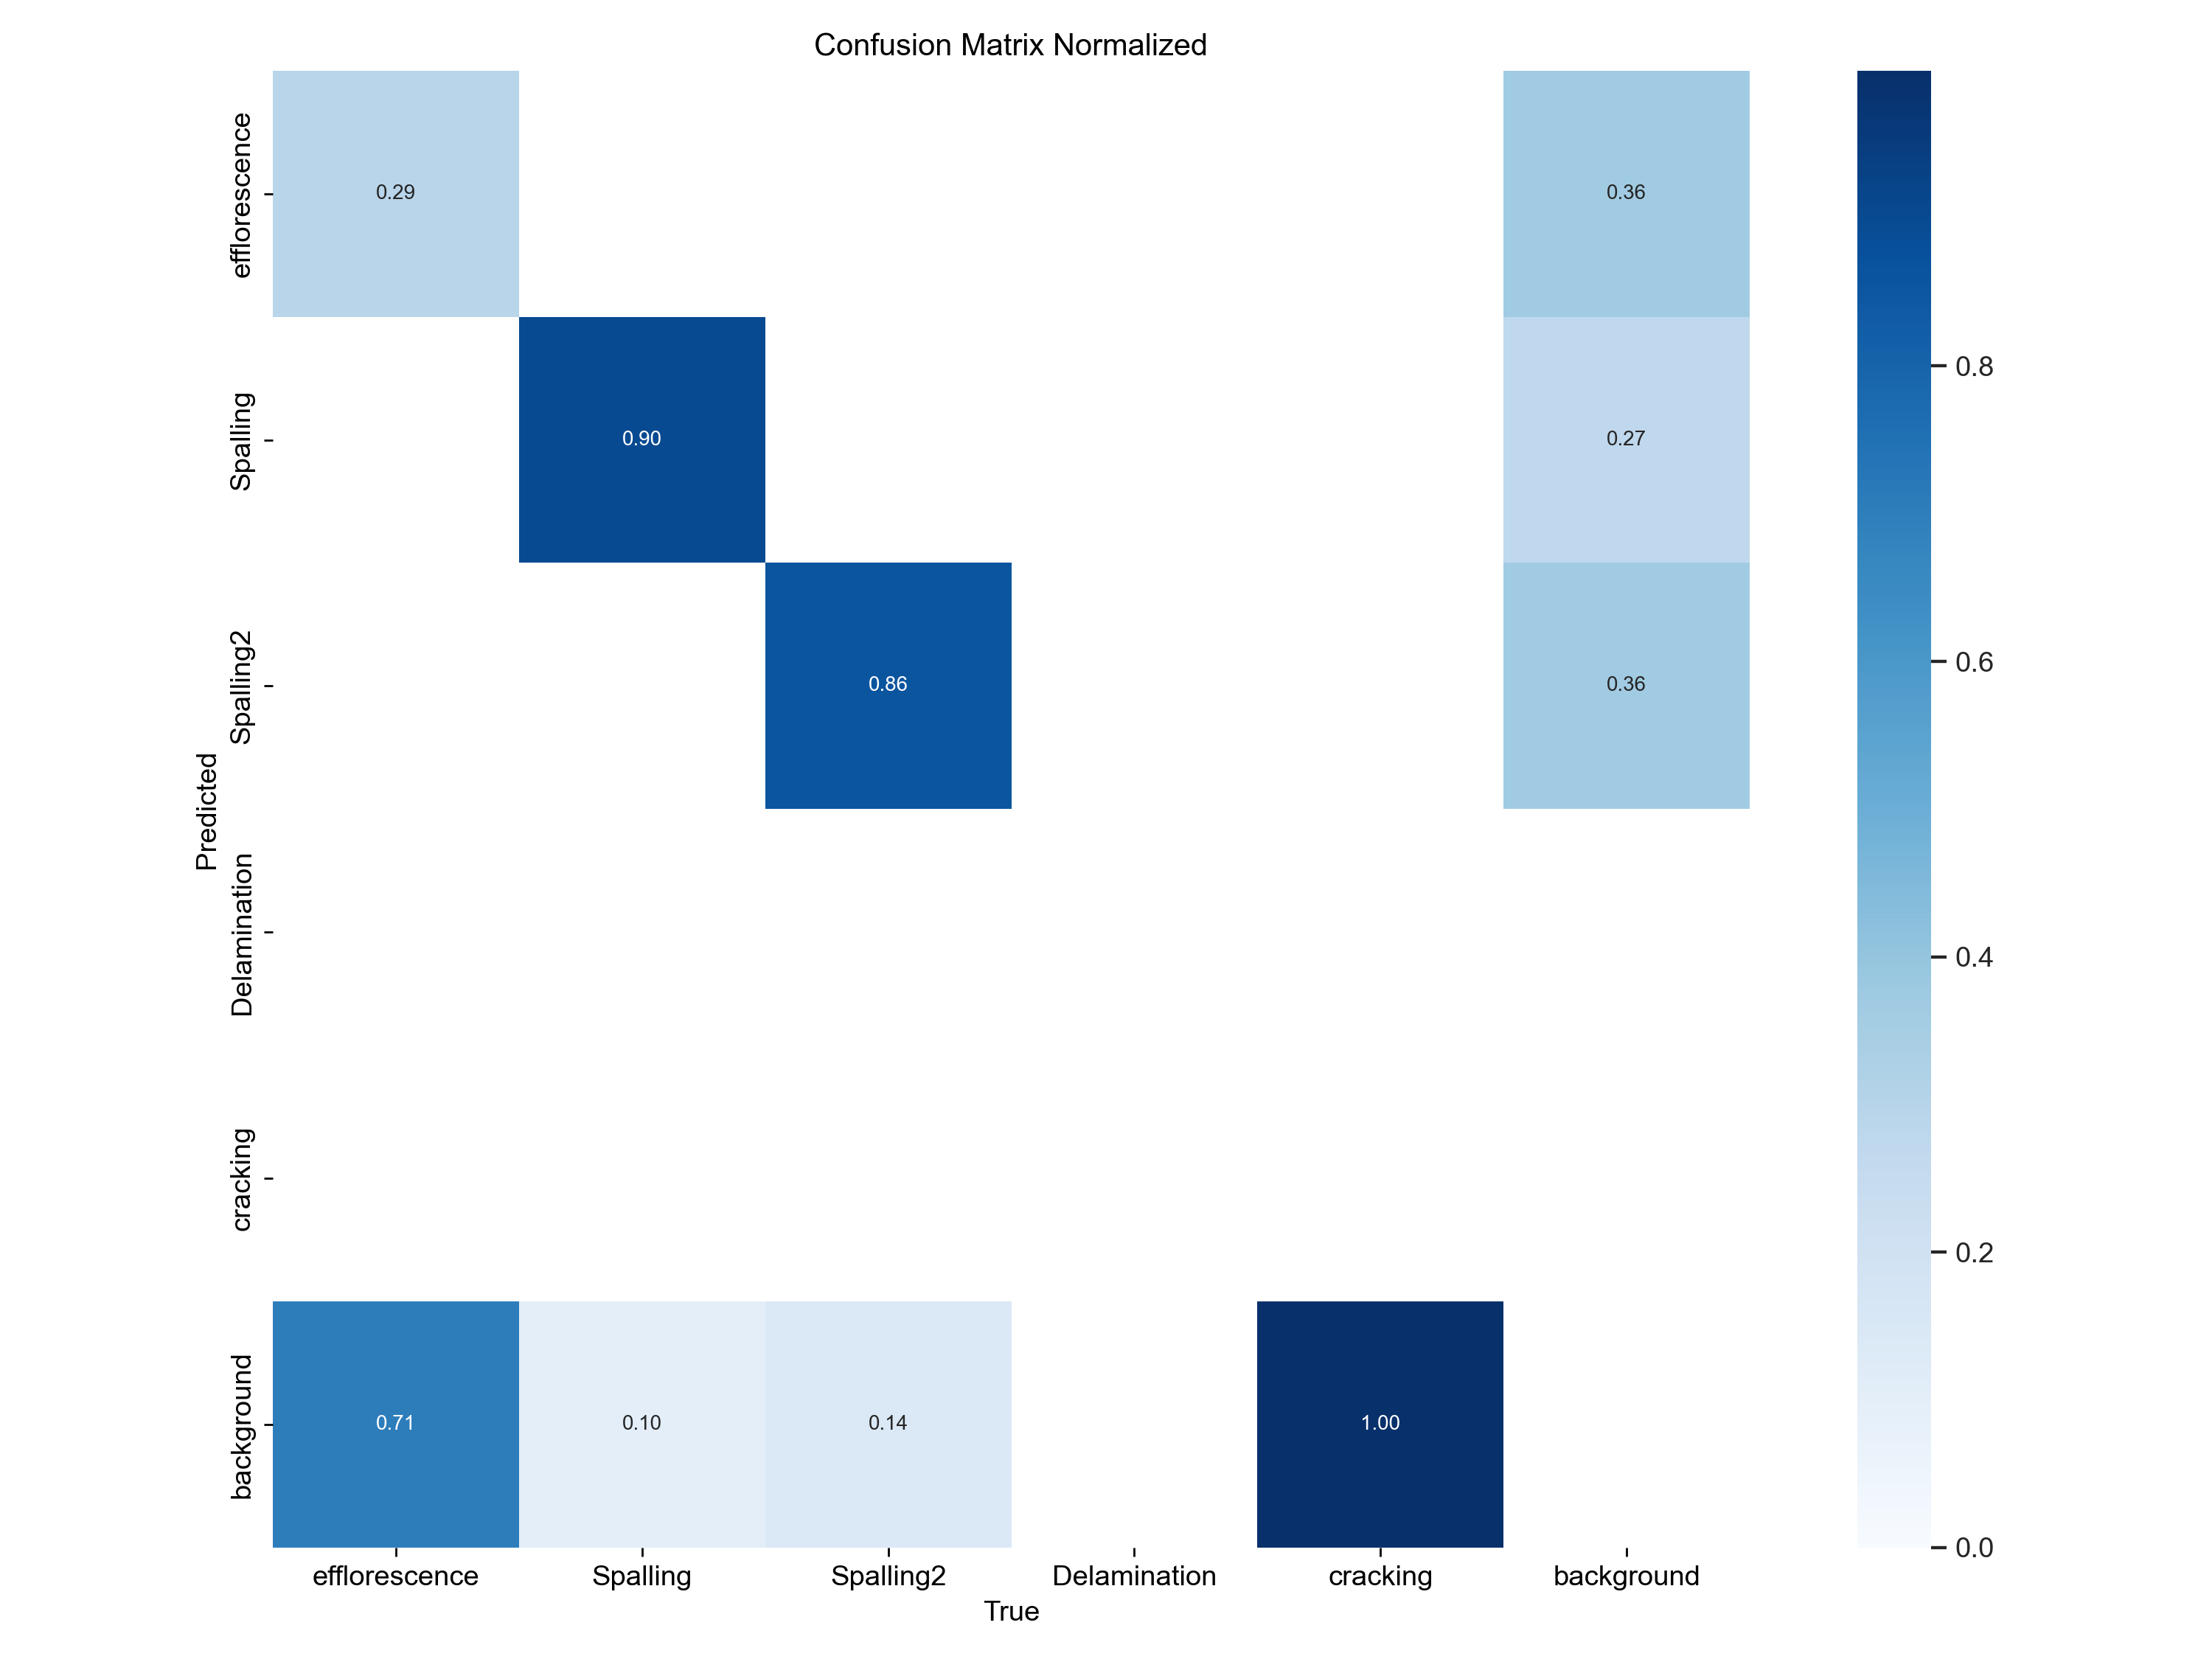 Confusion Matrix Normalized
efflorescence
0.29
0.36
Spalling
0.90
0.27
0.8
Spalling2
0.86
0.36
0.6
Predicted
Delamination
0.4
cracking
0.2
background
0.71
0.10
0.14
1.00
0.0
efflorescence Spalling Spalling2 Delamination cracking background
True